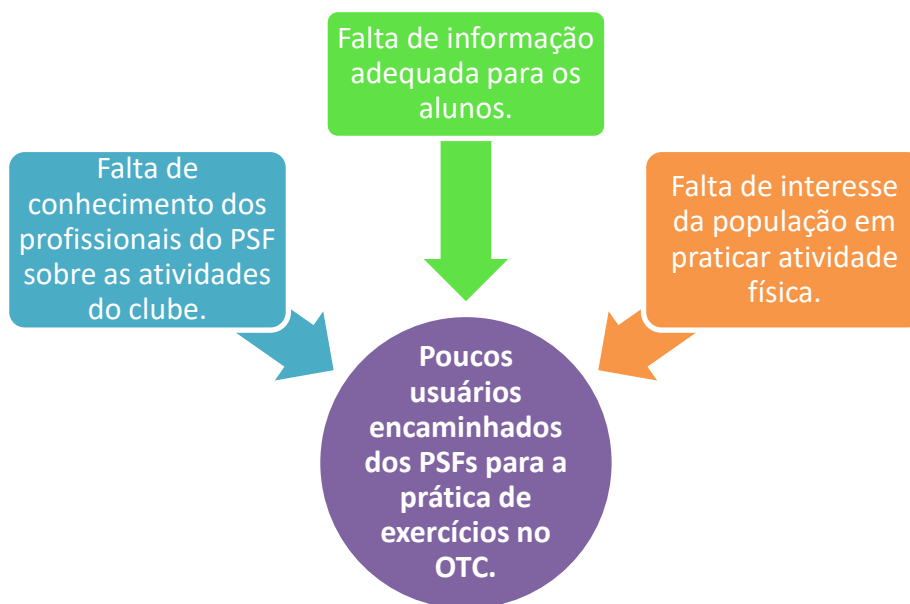 Falta de informação
adequada para os
alunos.
Falta de
conhecimento dos
profissionais do PSF
sobre as atividades
do clube.
Falta de interesse
da população em
praticar atividade
física.
Poucos
usuários
encaminhados
dos PSFs para a
prática de
exercícios no
OTC.